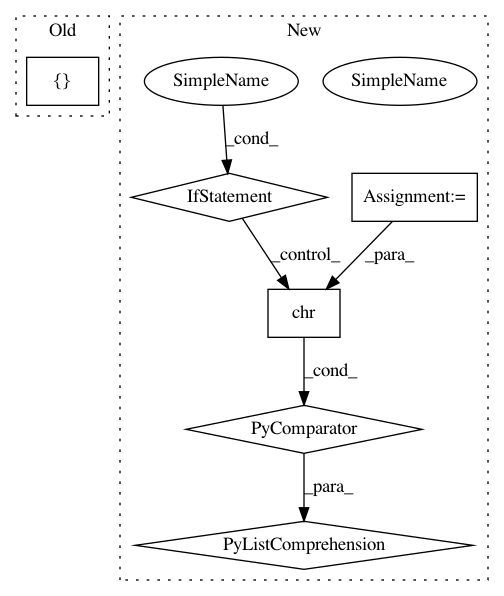 Old
New
{}
SimpleName
SimpleName
_cond_
IfStatement
Assignment:=
_control_
_para_
chr
_cond_
PyComparator
_para_
PyListComprehension